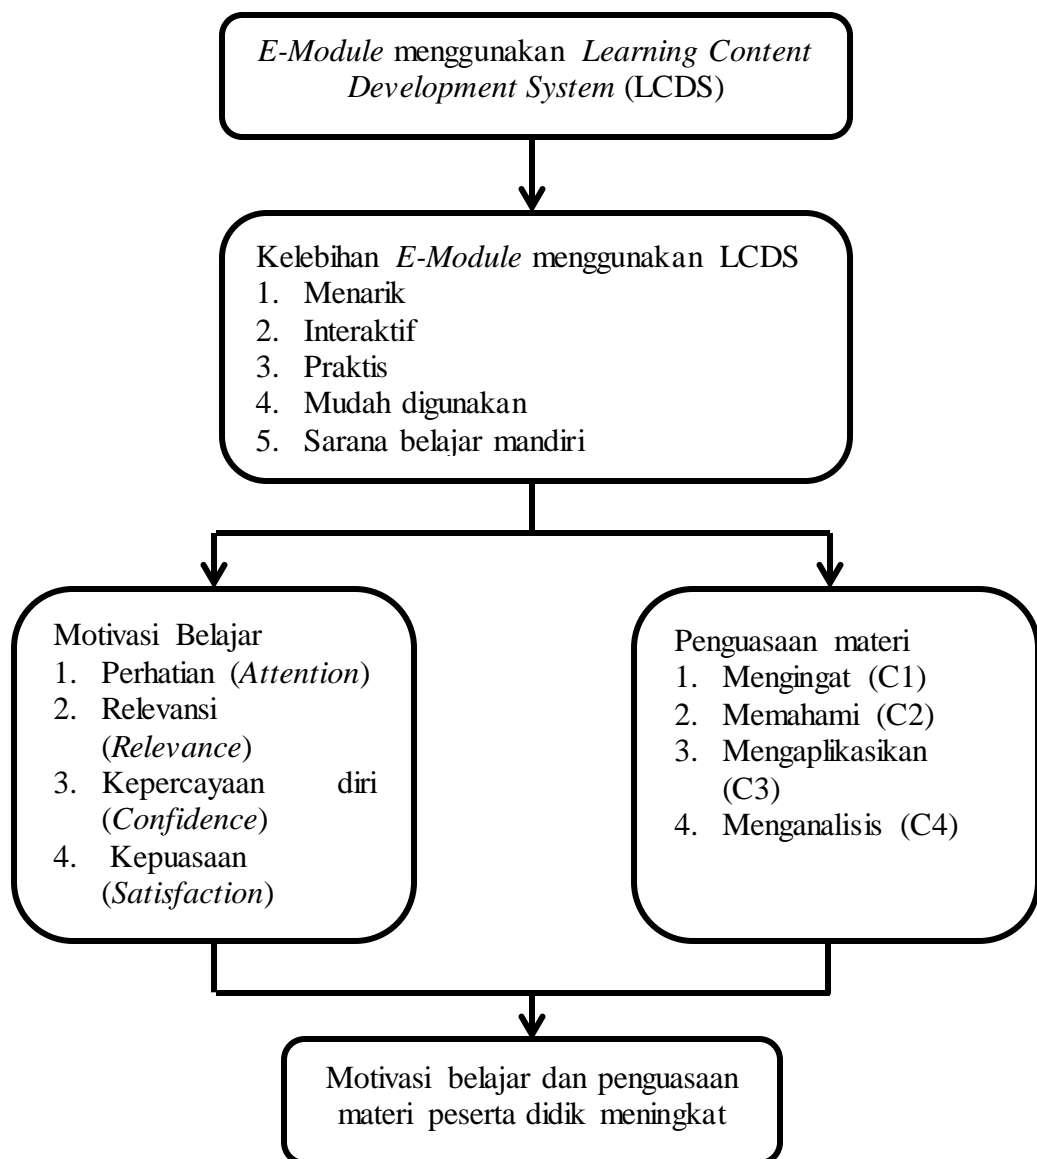 E-Module menggunakan Learning Content
Development System (LCDS)
Kelebihan E-Module menggunakan LCDS
1. Menarik
2. Interaktif
3. Praktis
4. Mudah digunakan
5. Sarana belajar mandiri
Motivasi Belajar
1. Perhatian (Attention)
2. Relevansi
(Relevance)
3. Kepercayaan diri
(Confidence)
4. Kepuasaan
(Satisfaction)
Penguasaan materi
1. Mengingat (C1)
2. Memahami (C2)
3. Mengaplikasikan
(C3)
4. Menganalisis (C4)
Motivasi belajar dan penguasaan
materi peserta didik meningkat